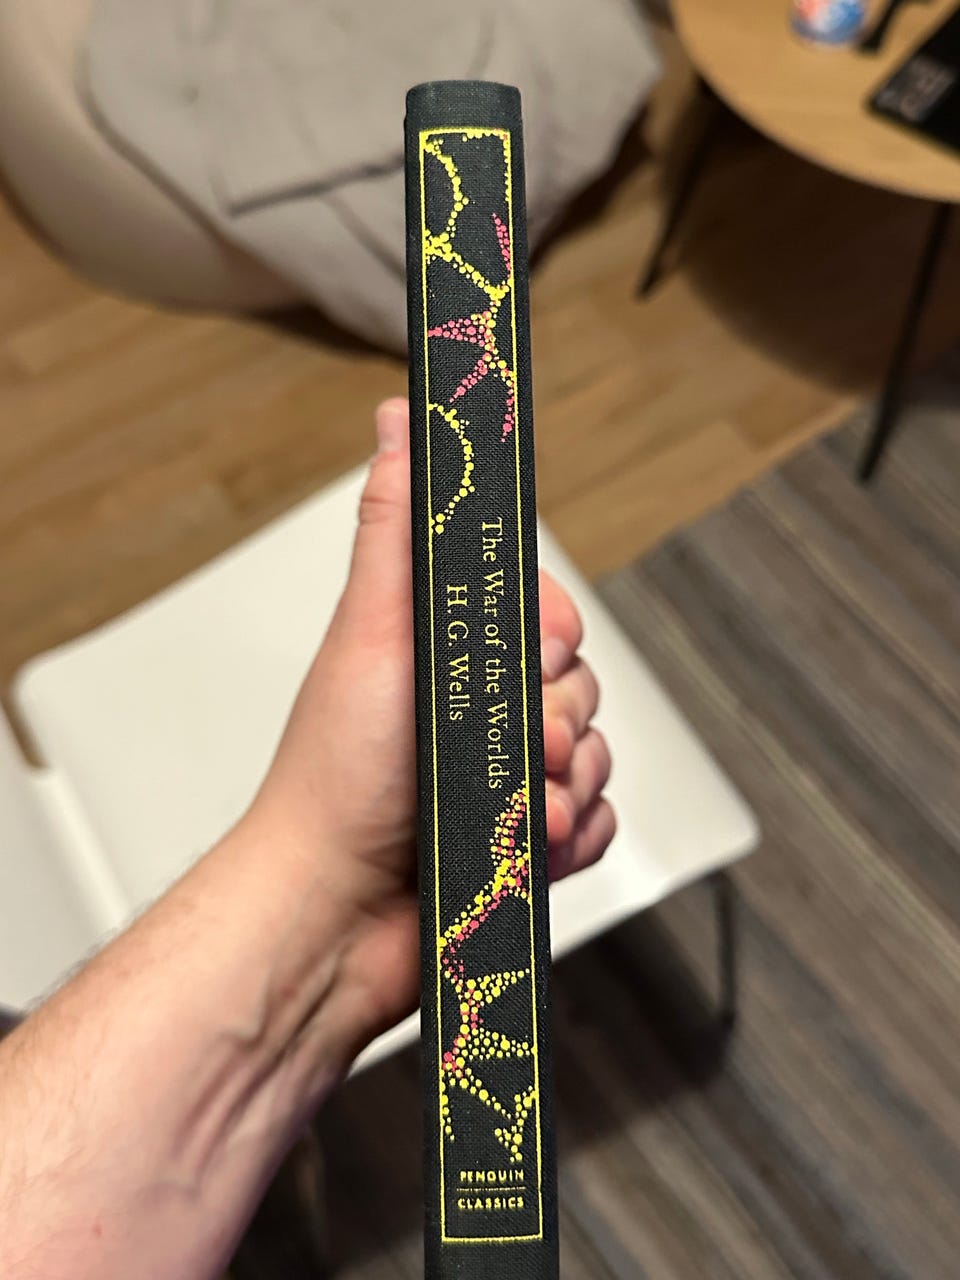 The War of the Worlds
H. G. Wells
PENGUIN
CLASSICS